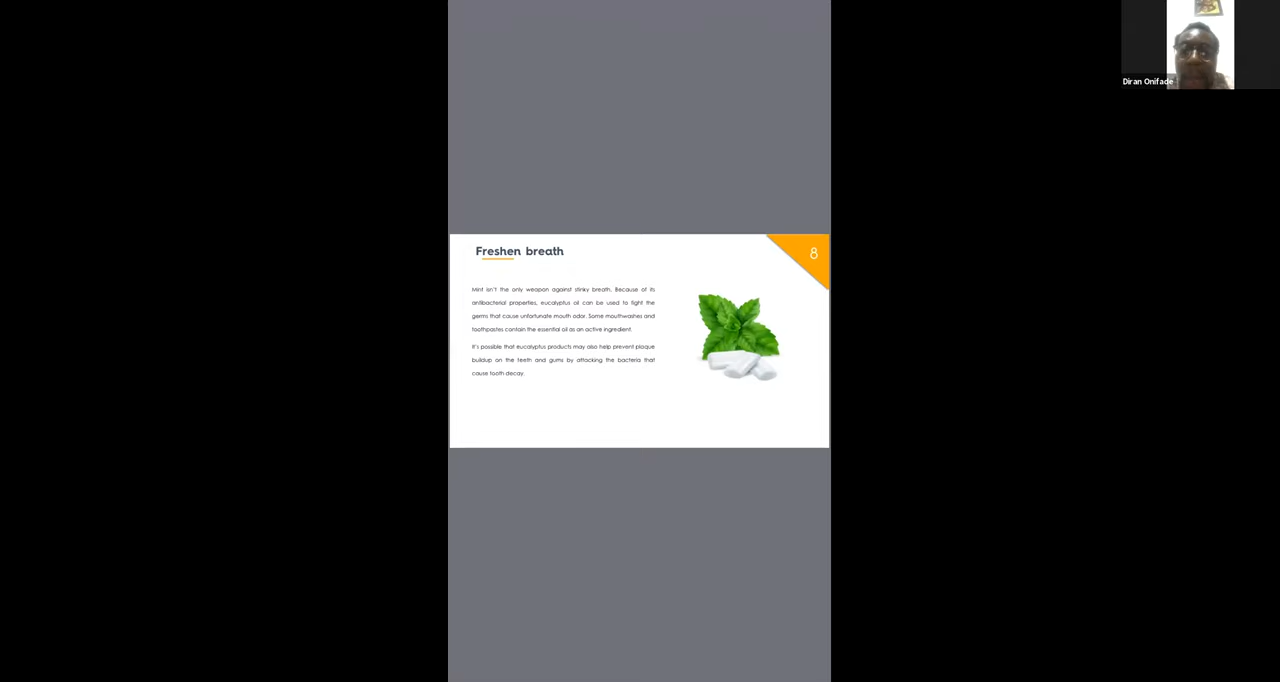 Diran Onifade
Freshen breath
8
Mint isn't the only weapon against stinky breath. Because of its
antibacterial properties, eucalyptus oil can be used to fight the
germs that cause unfortunate mouth odor. Some mouthwashes and
toothpastes contain the essential oil as an active ingredient.
It's possible that eucalyptus products may also help prevent plaque
buildup on the teeth and gums by attacking the bacteria that
cause tooth decay.